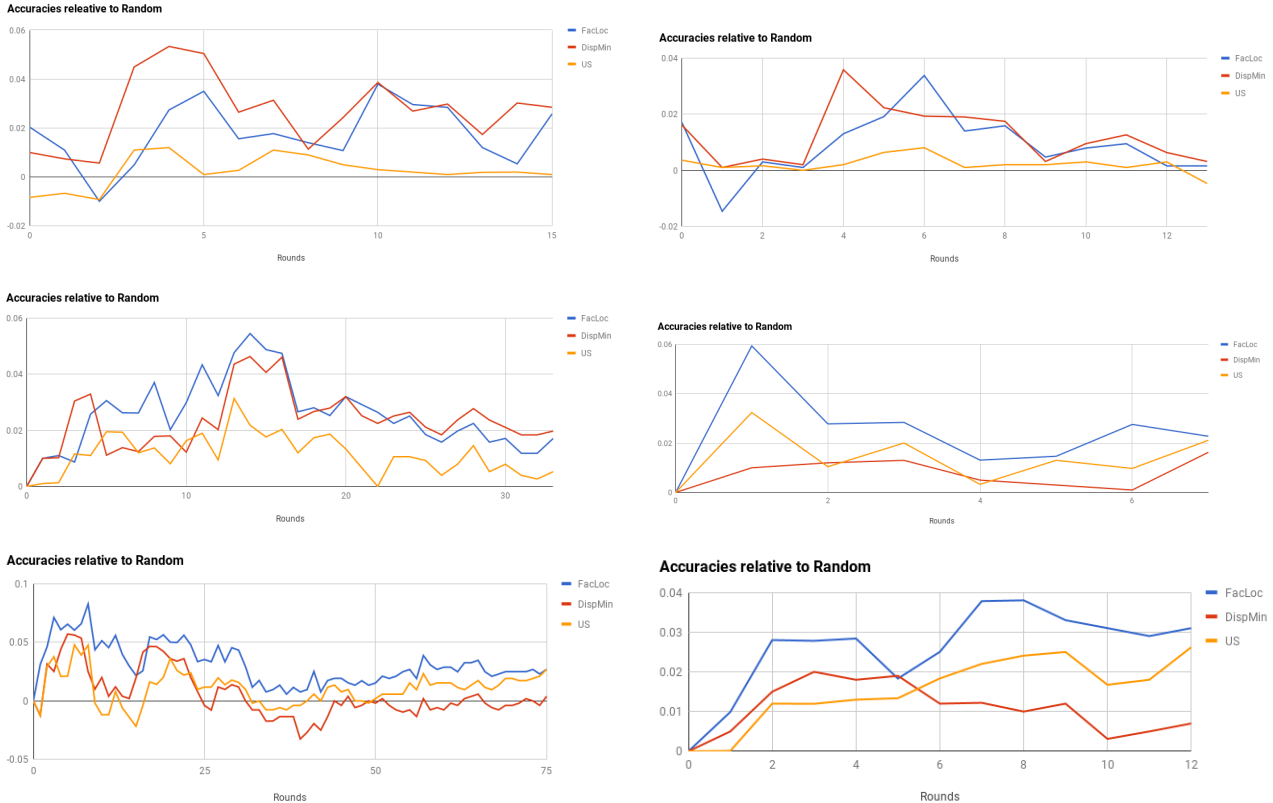 Accuracies releative to Random
FacLoc
DispMin
US
0.06
0.04
0.02
0
-0.02
0
5
10
15
Rounds
Accuracies relative to Random
FacLoc
DispMin
US
0.04
0.02
0
-0.02
0
2
4
6
8
10
12
Rounds
Accuracies relative to Random
FacLoc
DispMin
US
0.06
0.04
0.02
0
0
10
20
30
Rounds
Accuracies relative to Random
FacLoc
DispMin
US
0.06
0.04
0.02
0
0
2
4
6
Rounds
Accuracies relative to Random
FacLoc
DispMin
US
0.1
0.05
0
-0.05
0
25
50
75
Rounds
Accuracies relative to Random
FacLoc
DispMin
US
0.04
0.03
0.02
0.01
0
0
2
4
6
8
10
12
Rounds